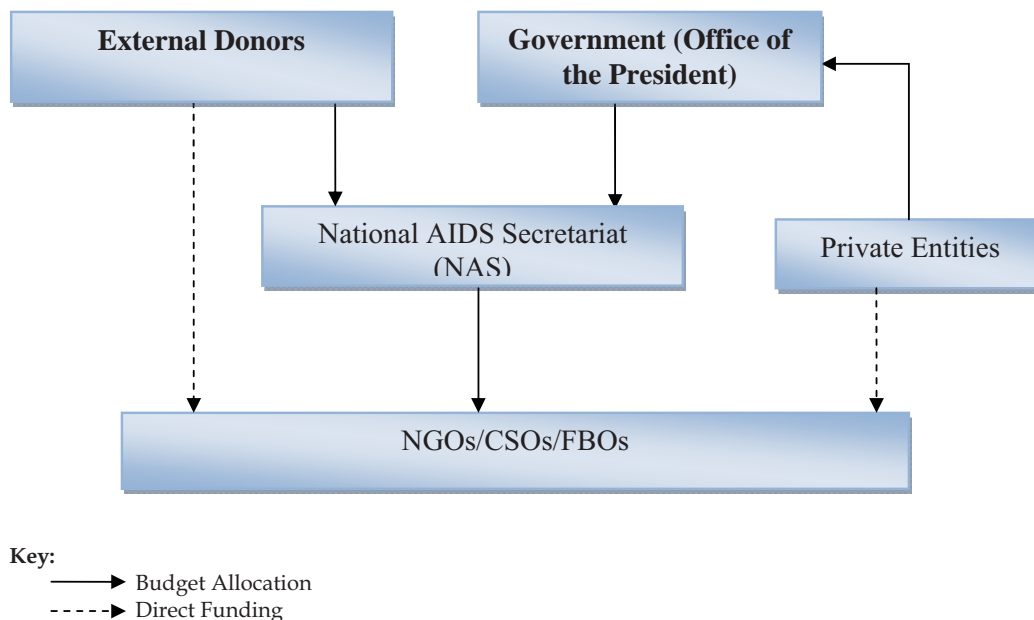 External Donors
Government (Office of
the President)
National AIDS Secretariat
(NAS)
Private Entities
NGOs/CSOs/FBOs
Key:
Budget Allocation
Direct Funding